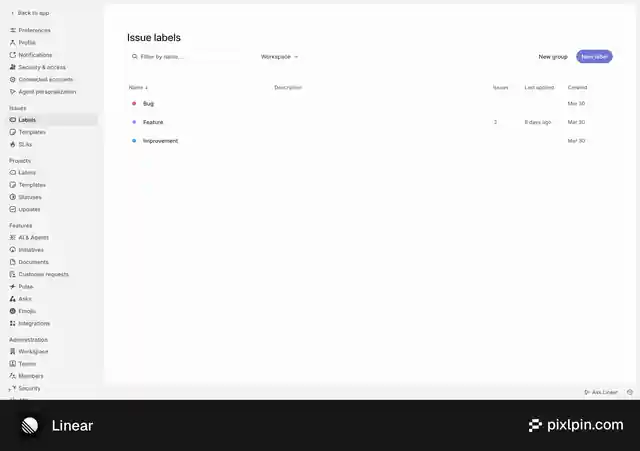 Back to app
Preferences
Profile
Notifications
Security & access
Connected accounts
Agent personalization
Issues
Labels
Templates
SLAs
Projects
Labels
Templates
Statuses
Updates
Features
AI & Agents
Initiatives
Documents
Customer requests
Pulse
Asks
Emojis
Integrations
Administration
Workspace
Teams
Members
Security
Issue labels
Filter by name...
Workspace
New group
New label
Name
Description
Issues
Last applied
Created
Bug
Mar 30
Feature
8 days ago
Mar 30
Improvement
Mar 30
Ask Linear
Linear
pixlpin.com